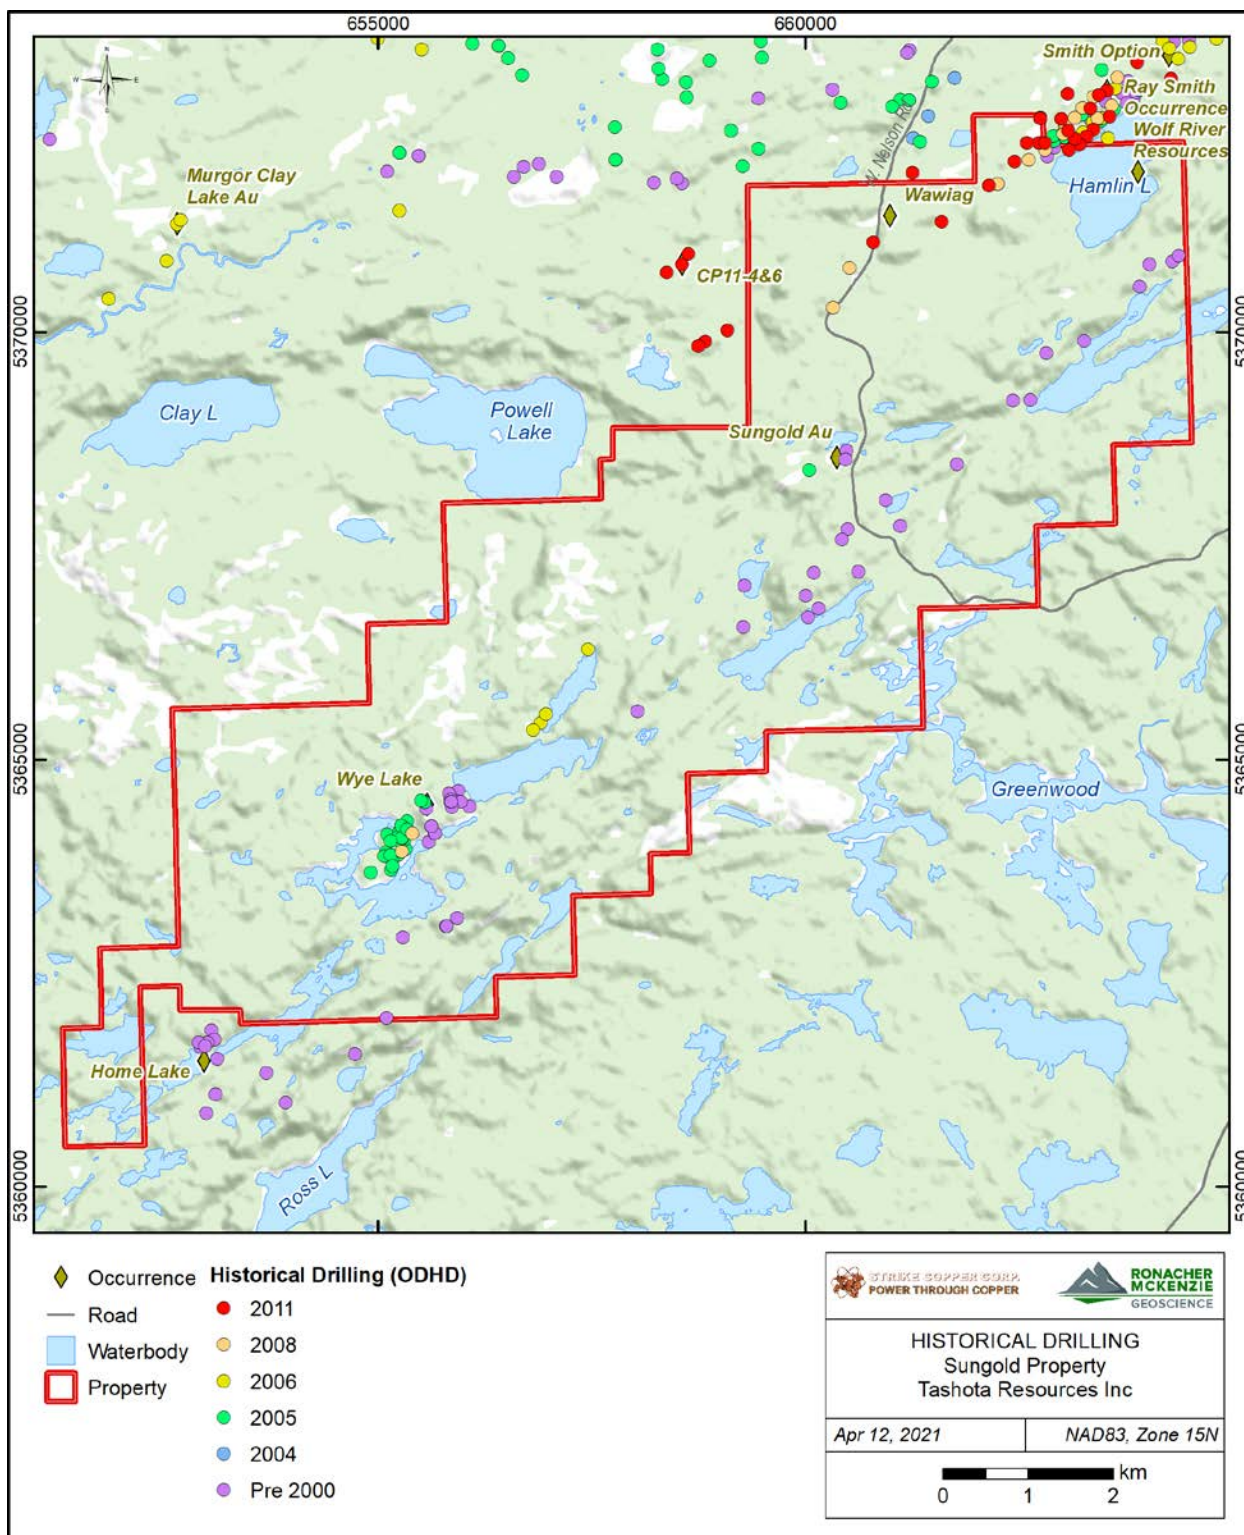 655000
660000
Smith Option
Ray Smith
Occurrence
Wolf River
Resources
W. Nelson Rd
Hamlin L
Murgor Clay
Lake Au
Wawiag
CP11-4&6
N
W
E
S
5370000
5370000
Clay L
Powell
Lake
Sungold Au
5365000
5365000
Wye Lake
Greenwood
Home Lake
Ross L
5360000
5360000
Occurrence
Road
Waterbody
Property
Historical Drilling (ODHD)
2011
2008
2006
2005
2004
Pre 2000
STRIKE COPPER CORP.
POWER THROUGH COPPER
RONACHER
MCKENZIE
GEOSCIENCE
HISTORICAL DRILLING
Sungold Property
Tashota Resources Inc
Apr 12, 2021
NAD83, Zone 15N
km
0 1 2